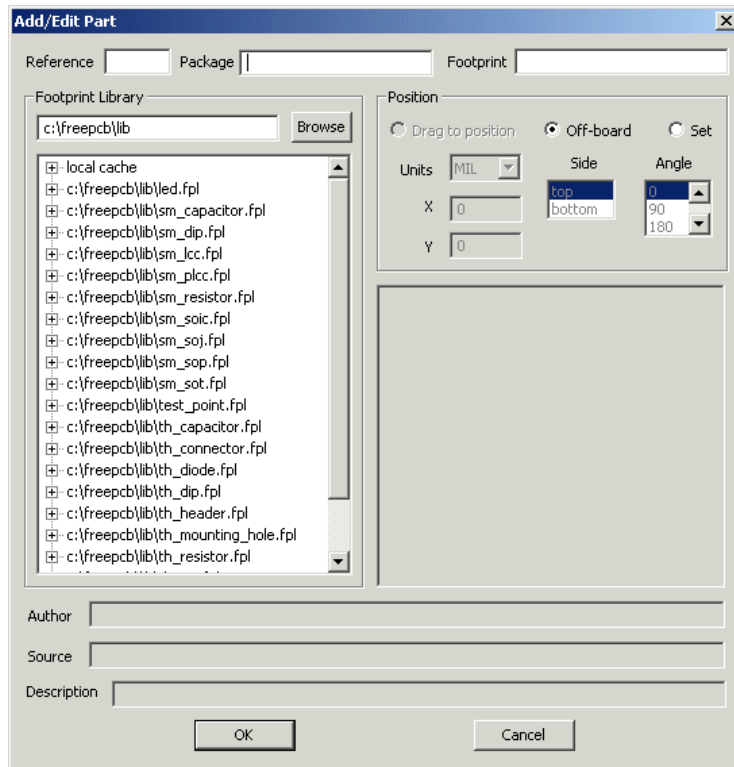 Add/Edit Part
Reference Package Footprint
Footprint Library
c:\freepcb\lib Browse
local cache
c:\freepcb\lib\led.fpl
c:\freepcb\lib\sm_capacitor.fpl
c:\freepcb\lib\sm_dip.fpl
c:\freepcb\lib\sm_lcc.fpl
c:\freepcb\lib\sm_plcc.fpl
c:\freepcb\lib\sm_resistor.fpl
c:\freepcb\lib\sm_soic.fpl
c:\freepcb\lib\sm_soj.fpl
c:\freepcb\lib\sm_sop.fpl
c:\freepcb\lib\sm_sot.fpl
c:\freepcb\lib\test_point.fpl
c:\freepcb\lib\th_capacitor.fpl
c:\freepcb\lib\th_connector.fpl
c:\freepcb\lib\th_diode.fpl
c:\freepcb\lib\th_dip.fpl
c:\freepcb\lib\th_header.fpl
c:\freepcb\lib\th_mounting_hole.fpl
c:\freepcb\lib\th_resistor.fpl
Position
Drag to position Off-board Set
Units MIL Side Angle
X 0 top 0
bottom 90
Y 0 180
Author
Source
Description
OK Cancel